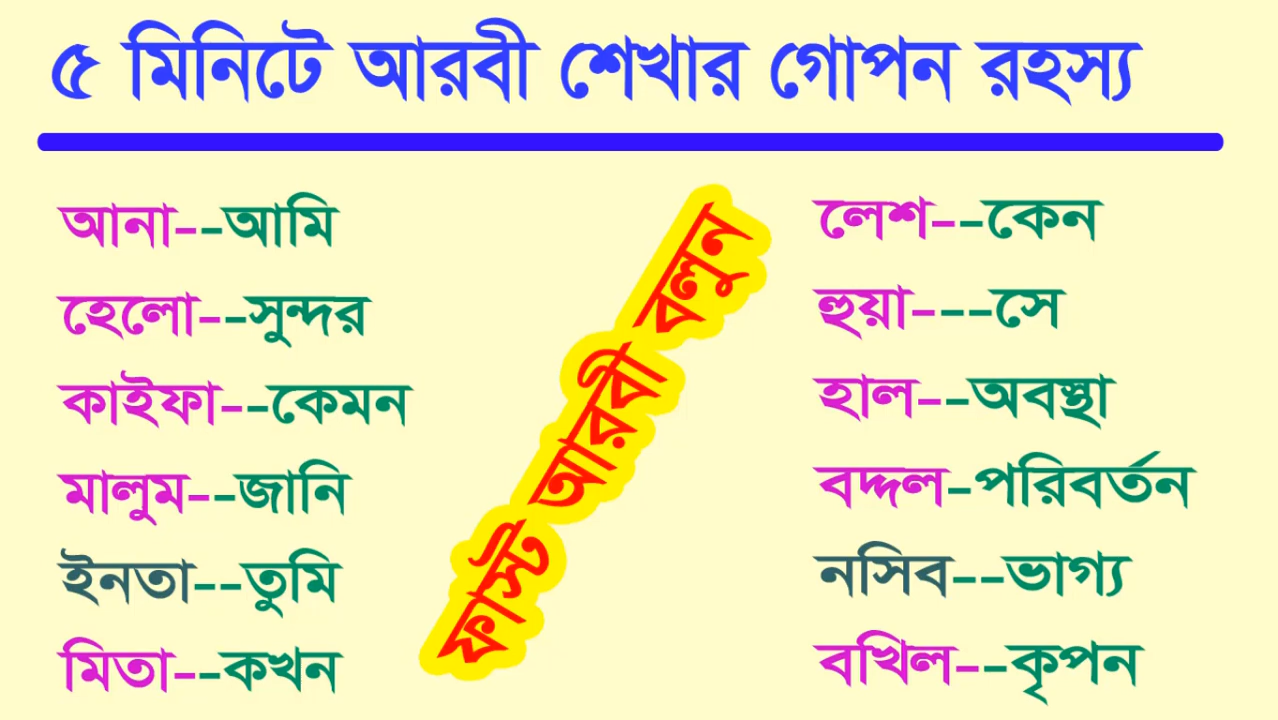 ৫ মিনিটে আরবী শেখার গোপন রহস্য
আনা--আমি
হেলো--সুন্দর
কাইফা--কেমন
মালুম--জানি
ইনতা--তুমি
মিতা--কখন
ফাস্ট আরবী বলুন
লেশ--কেন
হুয়া---সে
হাল--অবস্থা
বদ্দল-পরিবর্তন
নসিব--ভাগ্য
বখিল--কৃপন